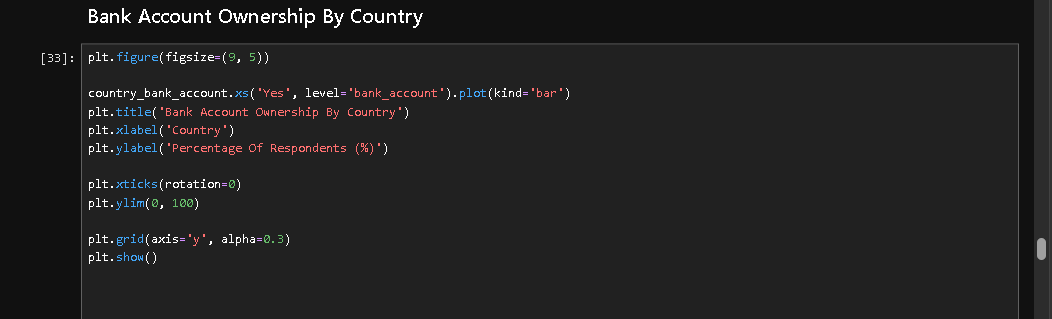 Bank Account Ownership By Country
[33]:
plt.figure(figsize=(9, 5))
country_bank_account.xs('Yes', level='bank_account').plot(kind='bar')
plt.title('Bank Account Ownership By Country')
plt.xlabel('Country')
plt.ylabel('Percentage Of Respondents (%)')
plt.xticks(rotation=0)
plt.ylim(0, 100)
plt.grid(axis='y', alpha=0.3)
plt.show()